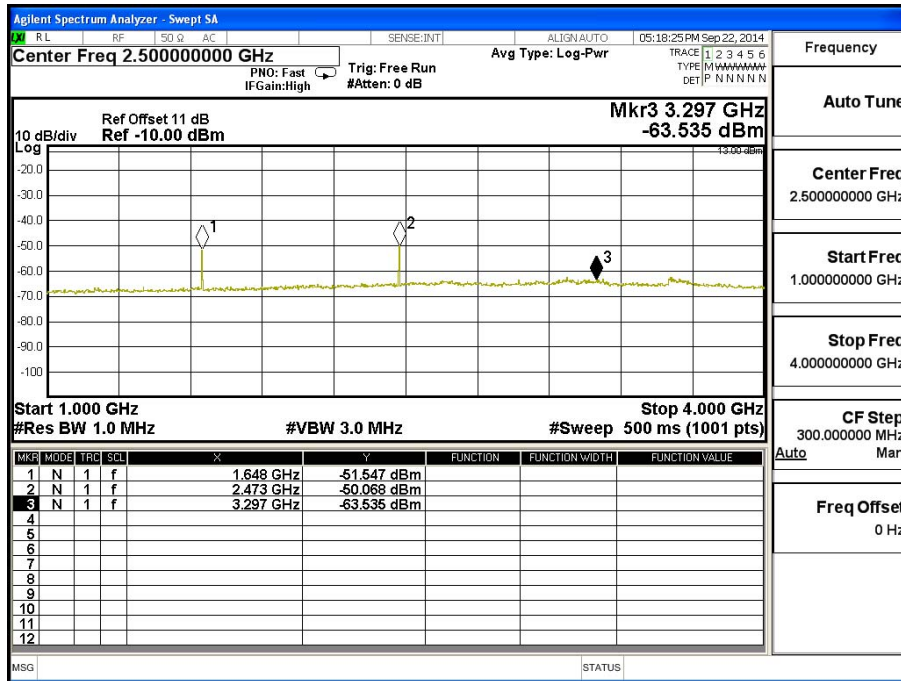 Agilent Spectrum Analyzer - Swept SA
LXI RL RF 50 Ω AC SENSE:INT ALIGN AUTO 05:18:25 PM Sep 22, 2014
Center Freq 2.500000000 GHz
PNO: Fast
IFGain:High
Trig: Free Run
#Atten: 0 dB
Avg Type: Log-Pwr
TRACE 1 2 3 4 5 6
TYPE M
DET P N N N N N
Ref Offset 11 dB
Ref -10.00 dBm
10 dB/div
Log
Mkr3 3.297 GHz
-63.535 dBm
-13.00 dBm
-20.0
-30.0
-40.0
-50.0
-60.0
-70.0
-80.0
-90.0
-100
1
2
3
Start 1.000 GHz
Stop 4.000 GHz
#Res BW 1.0 MHz #VBW 3.0 MHz #Sweep 500 ms (1001 pts)
MKR MODE TRC SCL X Y FUNCTION FUNCTION WIDTH FUNCTION VALUE
1 N 1 f 1.648 GHz -51.547 dBm
2 N 1 f 2.473 GHz -50.068 dBm
3 N 1 f 3.297 GHz -63.535 dBm
4
5
6
7
8
9
10
11
12
MSG STATUS
Frequency
Auto Tune
Center Freq
2.500000000 GHz
Start Freq
1.000000000 GHz
Stop Freq
4.000000000 GHz
CF Step
300.000000 MHz
Auto Man
Freq Offset
0 Hz